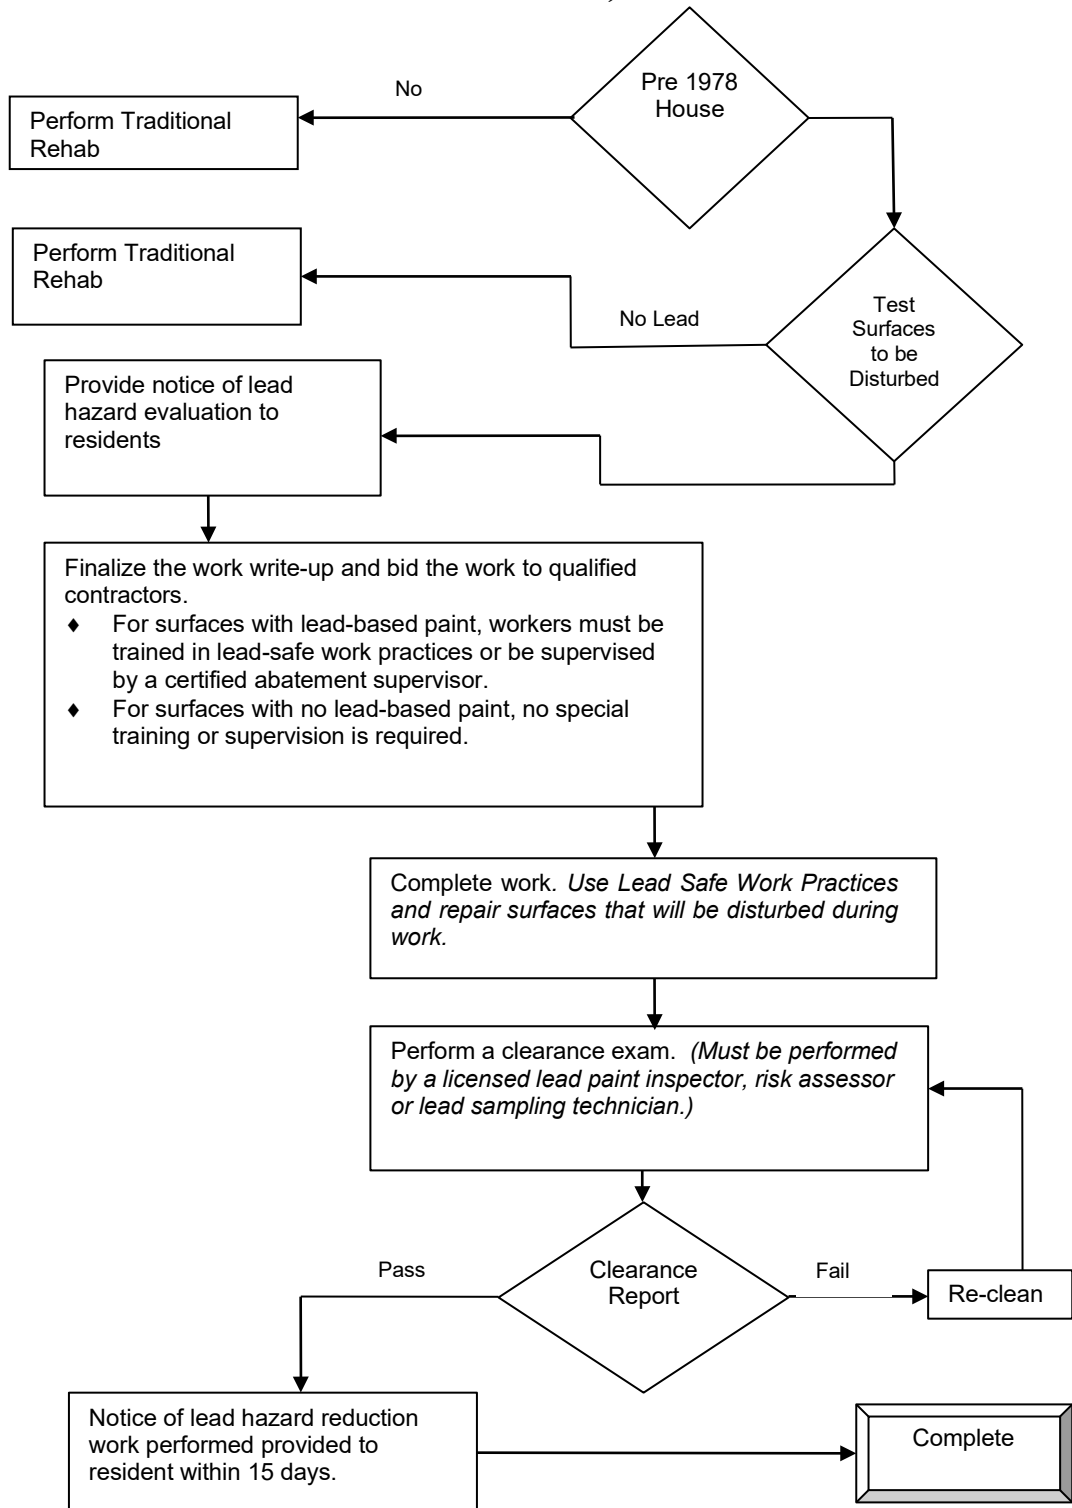 Pre 1978
House
No
Perform Traditional
Rehab
Perform Traditional
Rehab
No Lead
Test
Surfaces
to be
Disturbed
Provide notice of lead
hazard evaluation to
residents
Finalize the work write-up and bid the work to qualified
contractors.
♦ For surfaces with lead-based paint, workers must be
trained in lead-safe work practices or be supervised
by a certified abatement supervisor.
♦ For surfaces with no lead-based paint, no special
training or supervision is required.
Complete work. Use Lead Safe Work Practices
and repair surfaces that will be disturbed during
work.
Perform a clearance exam. (Must be performed
by a licensed lead paint inspector, risk assessor
or lead sampling technician.)
Pass
Clearance
Report
Fail
Re-clean
Notice of lead hazard reduction
work performed provided to
resident within 15 days.
Complete